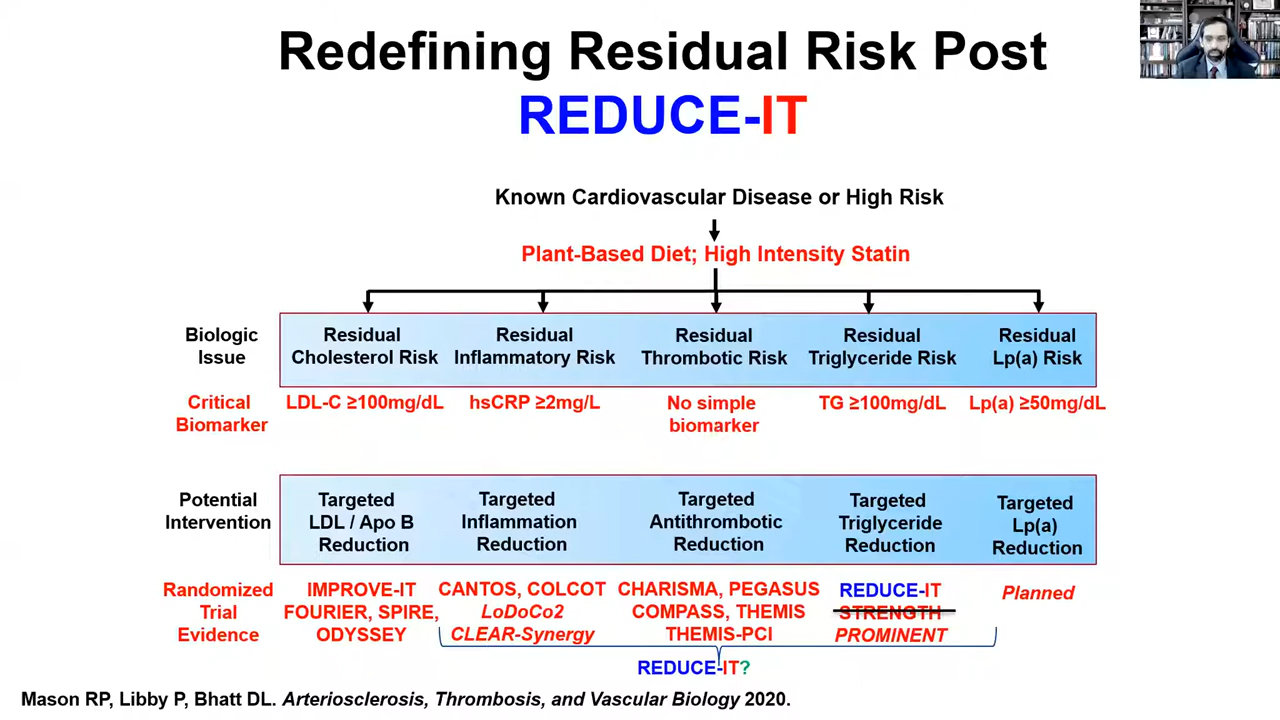 Redefining Residual Risk Post
REDUCE-IT
Known Cardiovascular Disease or High Risk
Plant-Based Diet; High Intensity Statin
Biologic
Issue
Residual
Cholesterol Risk
Residual
Inflammatory Risk
Residual
Thrombotic Risk
Residual
Triglyceride Risk
Residual
Lp(a) Risk
Critical
Biomarker
LDL-C ≥100mg/dL
hsCRP ≥2mg/L
No simple
biomarker
TG ≥100mg/dL
Lp(a) ≥50mg/dL
Potential
Intervention
Targeted
LDL / Apo B
Reduction
Targeted
Inflammation
Reduction
Targeted
Antithrombotic
Reduction
Targeted
Triglyceride
Reduction
Targeted
Lp(a)
Reduction
Randomized
Trial
Evidence
IMPROVE-IT
FOURIER, SPIRE,
ODYSSEY
CANTOS, COLCOT
LoDoCo2
CLEAR-Synergy
CHARISMA, PEGASUS
COMPASS, THEMIS
THEMIS-PCI
REDUCE-IT
STRENGTH
PROMINENT
Planned
REDUCE-IT?
Mason RP, Libby P, Bhatt DL. Arteriosclerosis, Thrombosis, and Vascular Biology 2020.